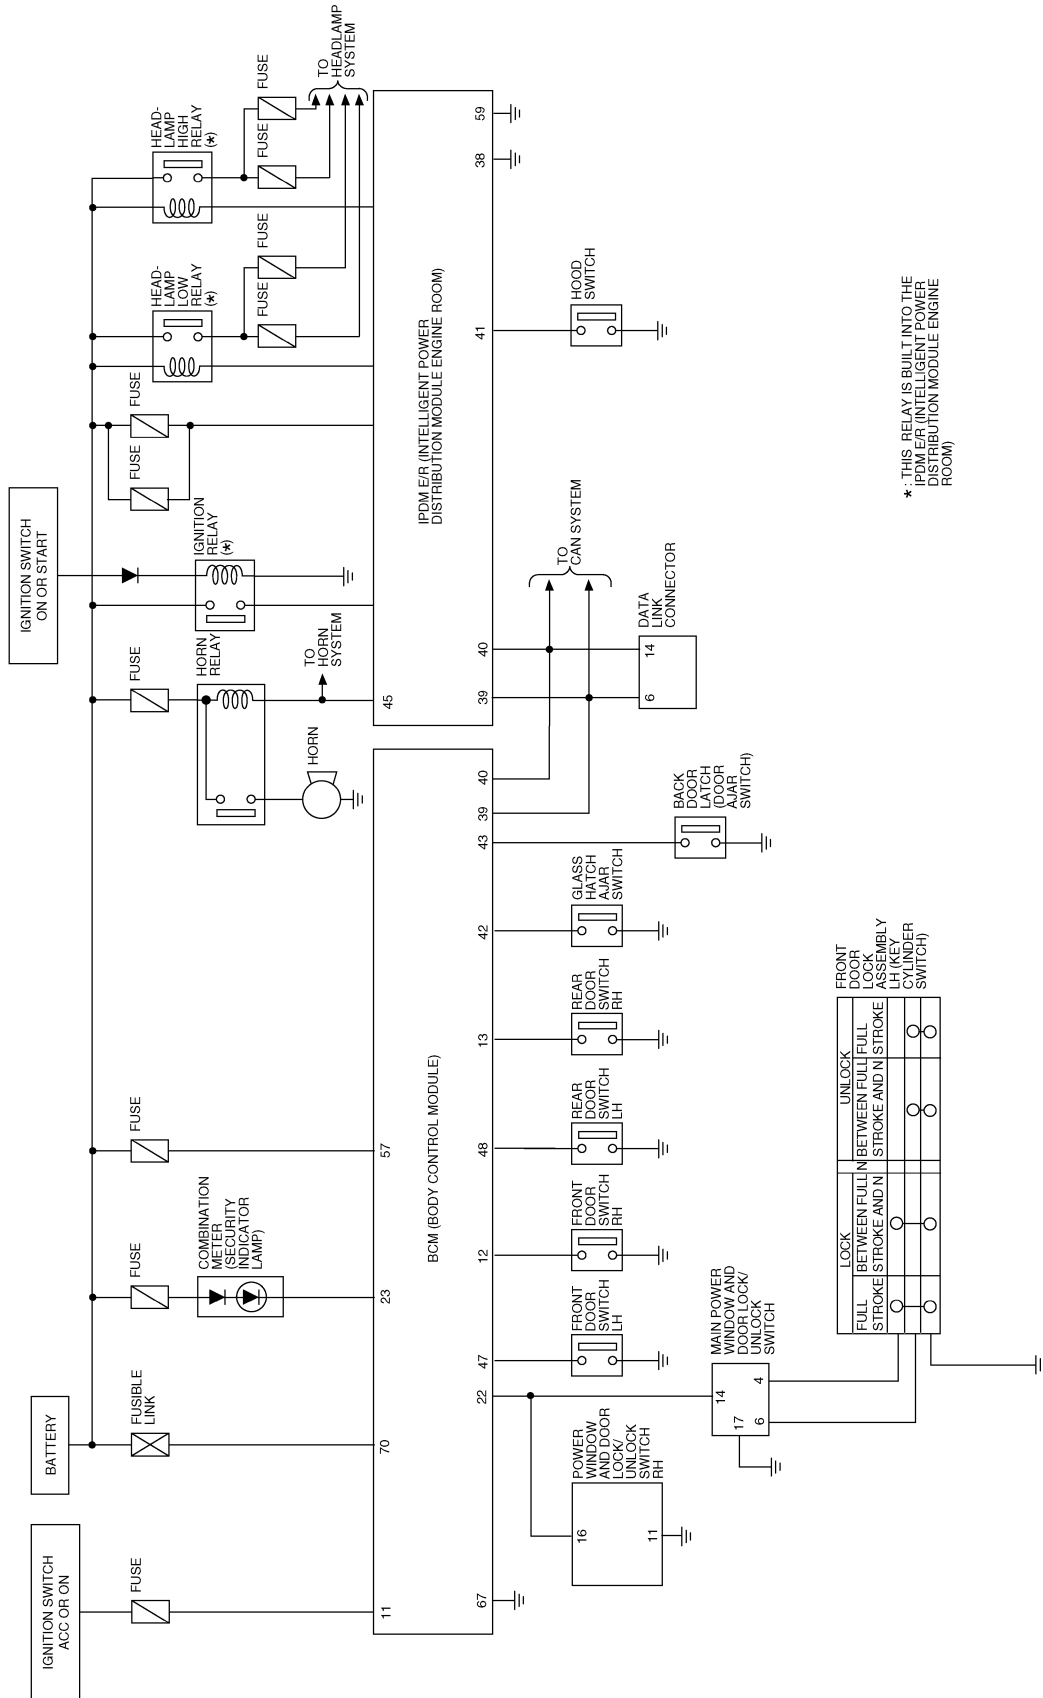 IGNITION SWITCH
ACC OR ON
BATTERY
IGNITION SWITCH
ON OR START
FUSE
FUSIBLE
LINK
FUSE
FUSE
FUSE
FUSE
FUSE
COMBINATION
METER
(SECURITY
INDICATOR
LAMP)
HORN
RELAY
HORN
TO
HORN
SYSTEM
IGNITION
RELAY
(*)
HEAD-
LAMP
LOW
RELAY
(*)
FUSE
FUSE
HEAD-
LAMP
HIGH
RELAY
(*)
FUSE
FUSE
TO
HEADLAMP
SYSTEM
11
70
23
57
45
BCM (BODY CONTROL MODULE)
IPDM E/R (INTELLIGENT POWER
DISTRIBUTION MODULE ENGINE ROOM)
67
22
47
12
48
13
42
43
39
40
39
40
41
38
59
POWER
WINDOW
AND DOOR
LOCK/
UNLOCK
SWITCH
RH
16
11
FRONT
DOOR
SWITCH
LH
FRONT
DOOR
SWITCH
RH
REAR
DOOR
SWITCH
LH
REAR
DOOR
SWITCH
RH
GLASS
HATCH
AJAR
SWITCH
BACK
DOOR
LATCH
(DOOR
AJAR
SWITCH)
TO
CAN SYSTEM
DATA
LINK
CONNECTOR
6
14
HOOD
SWITCH
MAIN POWER
WINDOW AND
DOOR LOCK/
UNLOCK
SWITCH
14
17
6
4
FRONT
DOOR
LOCK
ASSEMBLY
LH (KEY
CYLINDER
SWITCH)
LOCK
UNLOCK
FULL
STROKE
BETWEEN FULL
STROKE AND N
N
BETWEEN FULL
STROKE AND N
FULL
STROKE
* : THIS RELAY IS BUILT INTO THE
IPDM E/R (INTELLIGENT POWER
DISTRIBUTION MODULE ENGINE
ROOM)